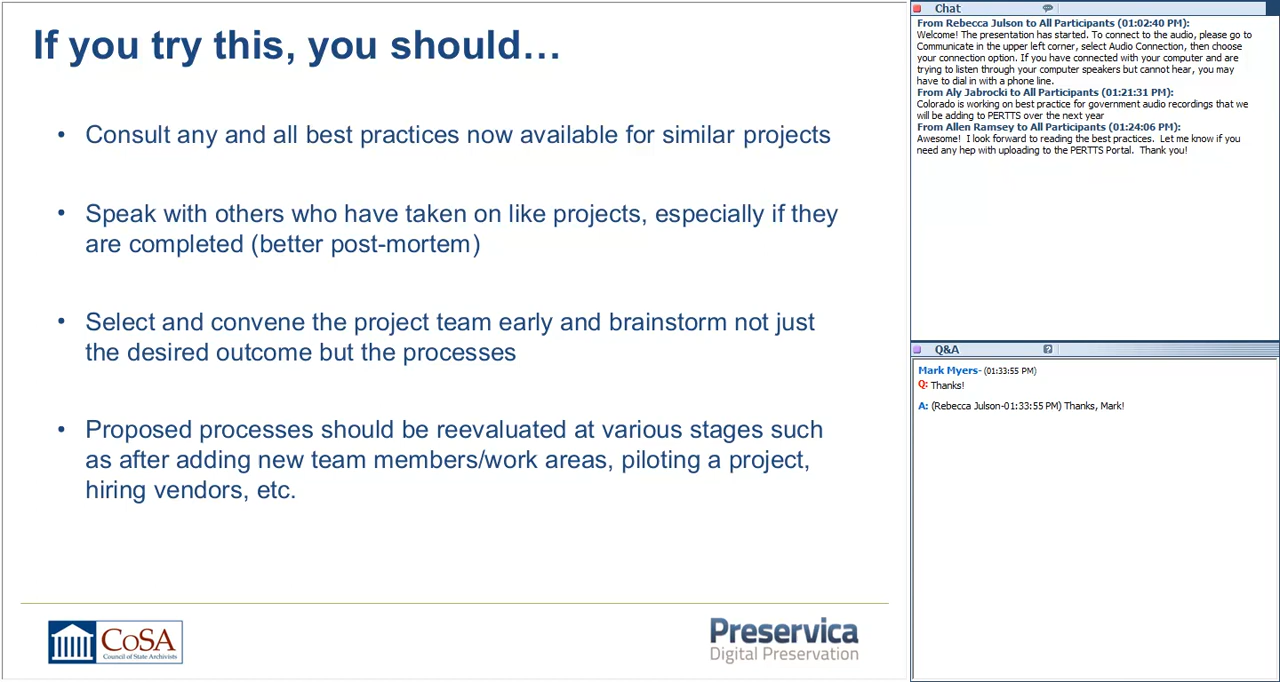 If you try this, you should…
• Consult any and all best practices now available for similar projects
• Speak with others who have taken on like projects, especially if they
are completed (better post-mortem)
• Select and convene the project team early and brainstorm not just
the desired outcome but the processes
• Proposed processes should be reevaluated at various stages such
as after adding new team members/work areas, piloting a project,
hiring vendors, etc.
CoSA
Council of State Archivists
Preservica
Digital Preservation
Chat
From Rebecca Julson to All Participants (01:02:40 PM):
Welcome! The presentation has started. To connect to the audio, please go to
Communicate in the upper left corner, select Audio Connection, then choose
your connection option. If you have connected with your computer and are
trying to listen through your computer speakers but cannot hear, you may
have to dial in with a phone line.
From Aly Jabrocki to All Participants (01:21:31 PM):
Colorado is working on best practice for government audio recordings that we
will be adding to PERTTS over the next year
From Allen Ramsey to All Participants (01:24:06 PM):
Awesome! I look forward to reading the best practices. Let me know if you
need any hep with uploading to the PERTTS Portal. Thank you!
Q&A
Mark Myers- (01:33:55 PM)
Q: Thanks!
A: (Rebecca Julson-01:33:55 PM) Thanks, Mark!